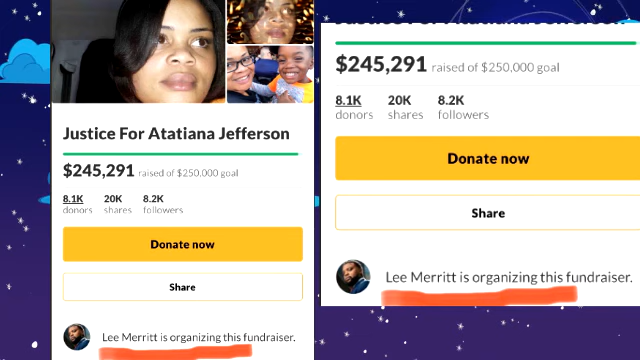 Justice For Atatiana Jefferson
$245,291 raised of $250,000 goal
8.1K 20K 8.2K
donors shares followers
Donate now
Share
Lee Merritt is organizing this fundraiser.
$245,291 raised of $250,000 goal
8.1K 20K 8.2K
donors shares followers
Donate now
Share
Lee Merritt is organizing this fundraiser.